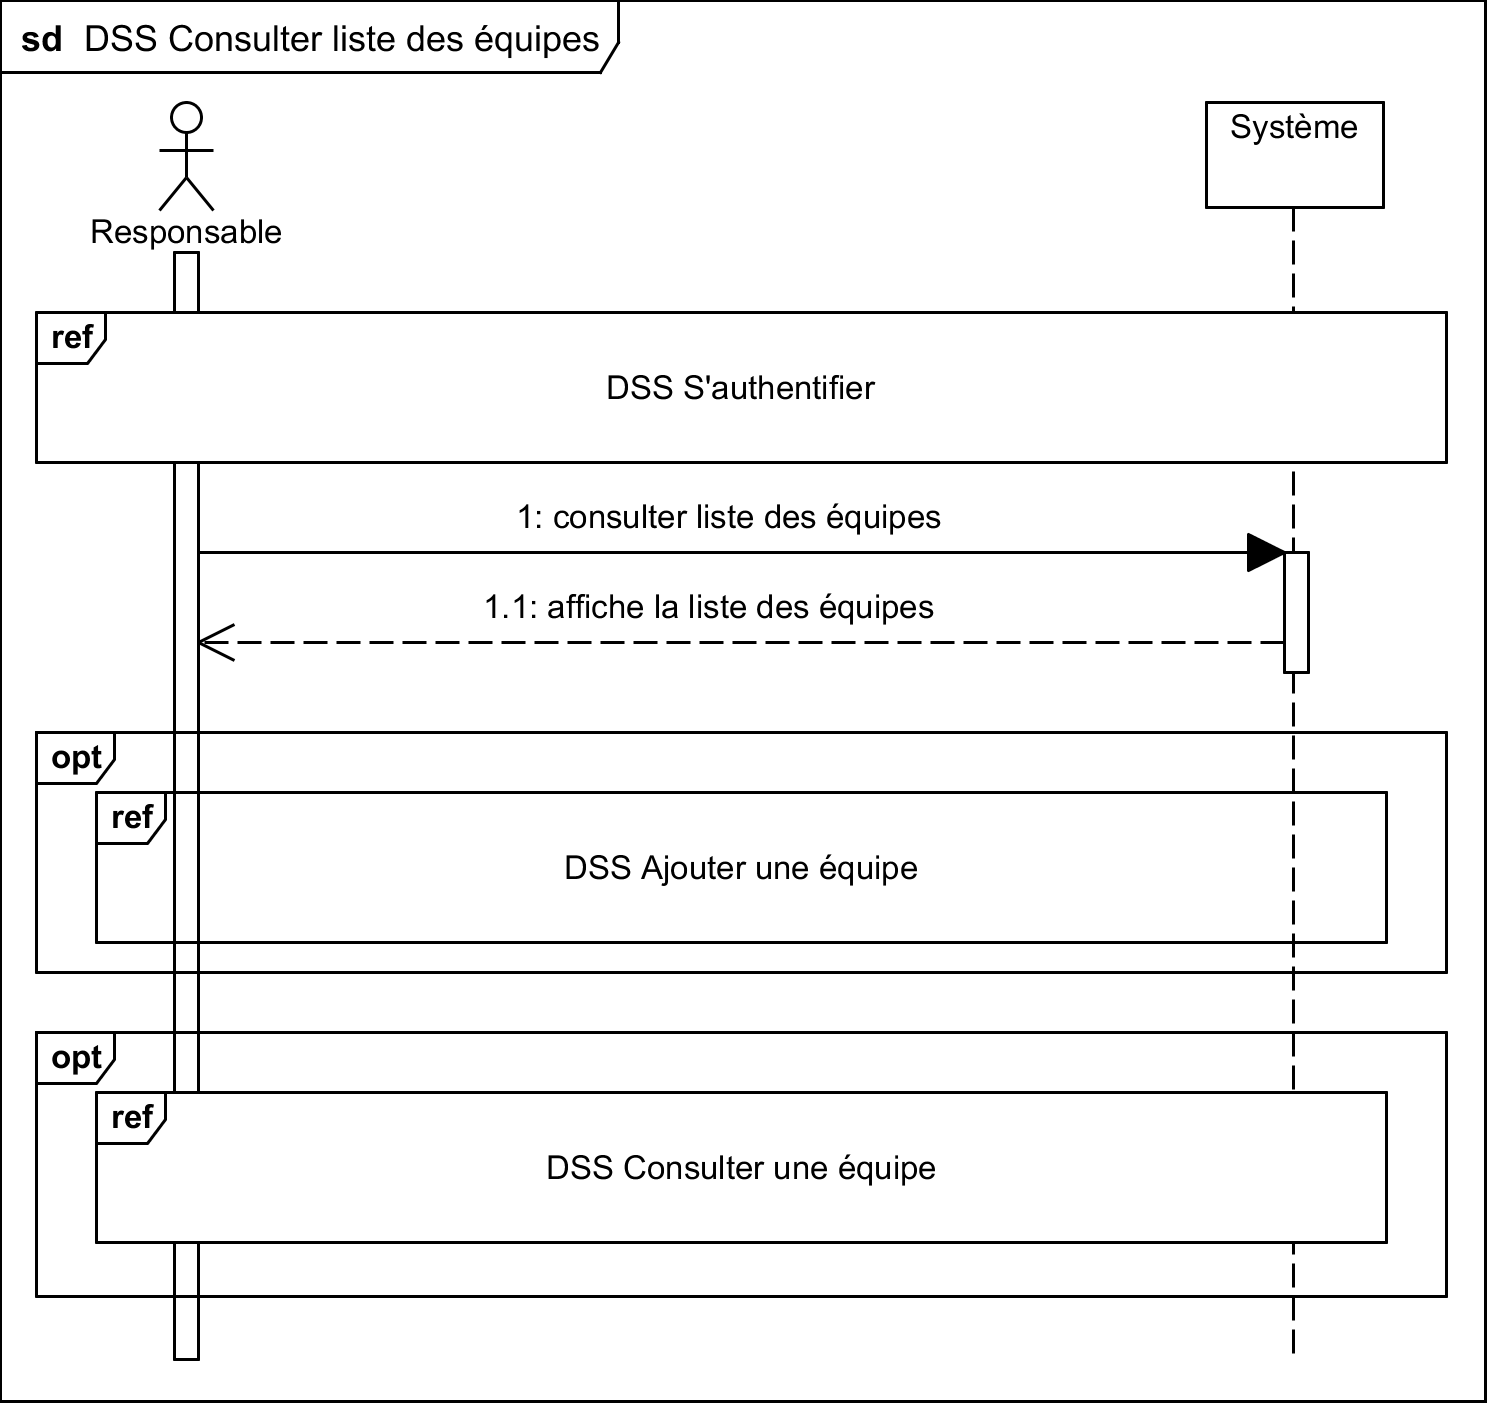 sd DSS Consulter liste des équipes
Système
Responsable
ref
DSS S'authentifier
1: consulter liste des équipes
1.1: affiche la liste des équipes
opt
ref
DSS Ajouter une équipe
opt
ref
DSS Consulter une équipe